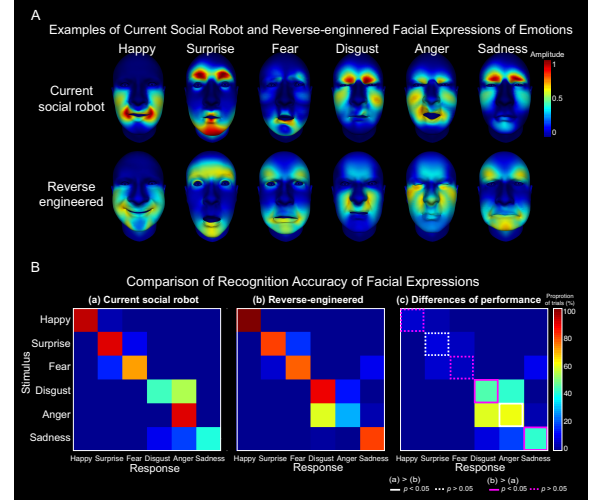 A
Examples of Current Social Robot and Reverse-enginnered Facial Expressions of Emotions
Happy Surprise Fear Disgust Anger Sadness
Amplitude
1
0.5
0
Current
social robot
Reverse
engineered
B
Comparison of Recognition Accuracy of Facial Expressions
(a) Current social robot (b) Reverse-engineered (c) Differences of performance
Proproton
of trials (%)
100
80
60
40
20
0
Stimulus
Happy
Surprise
Fear
Disgust
Anger
Sadness
Happy Surprise Fear Disgust Anger Sadness Happy Surprise Fear Disgust Anger Sadness Happy Surprise Fear Disgust Anger Sadness
Response Response Response
(a) > (b) (b) > (a)
p < 0.05 p > 0.05 p < 0.05 p > 0.05